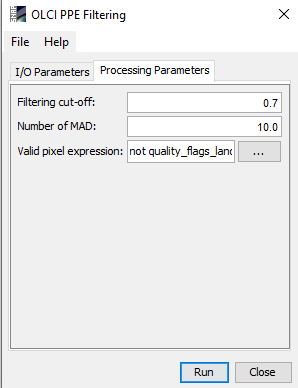 OLCI PPE Filtering
File Help
I/O Parameters Processing Parameters
Filtering cut-off: 0.7
Number of MAD: 10.0
Valid pixel expression: not quality_flags_land ...
Run Close